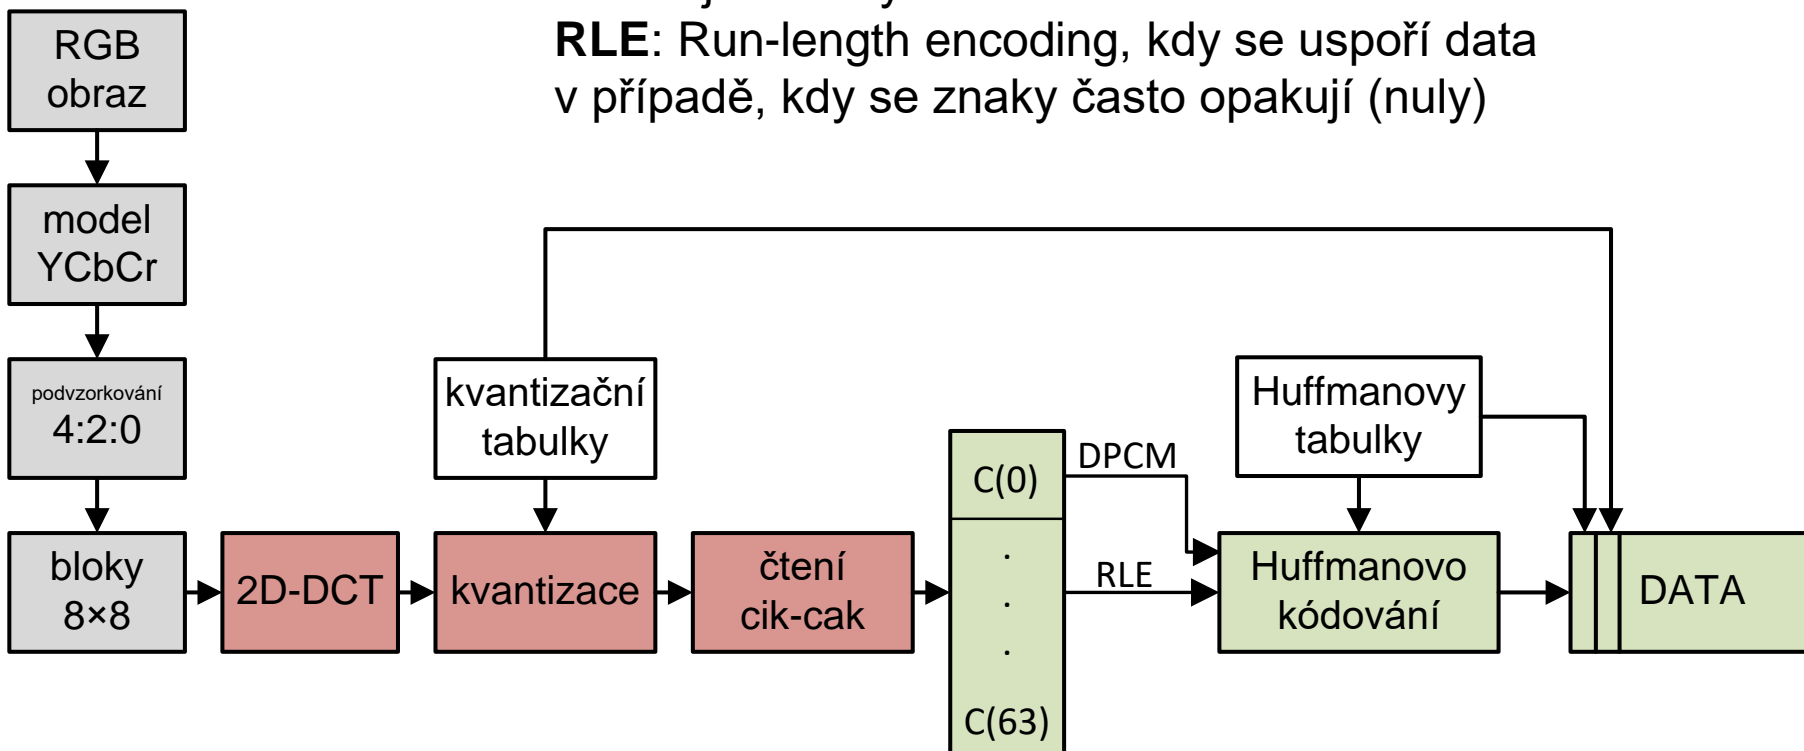 RLE: Run-length encoding, kdy se uspoří data
v případě, kdy se znaky často opakují (nuly)
RGB
obraz
model
YCbCr
podvzorkování
4:2:0
bloky
8×8
2D-DCT
kvantizační
tabulky
kvantizace
čtení
cik-cak
C(0)
.
.
.
C(63)
DPCM
RLE
Huffmanovy
tabulky
Huffmanovo
kódování
DATA